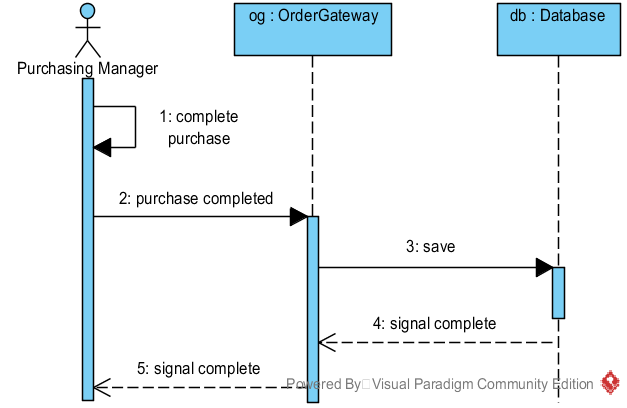 og : OrderGateway
db : Database
Purchasing Manager
1: complete
purchase
2: purchase completed
3: save
4: signal complete
5: signal complete
Powered By Visual Paradigm Community Edition